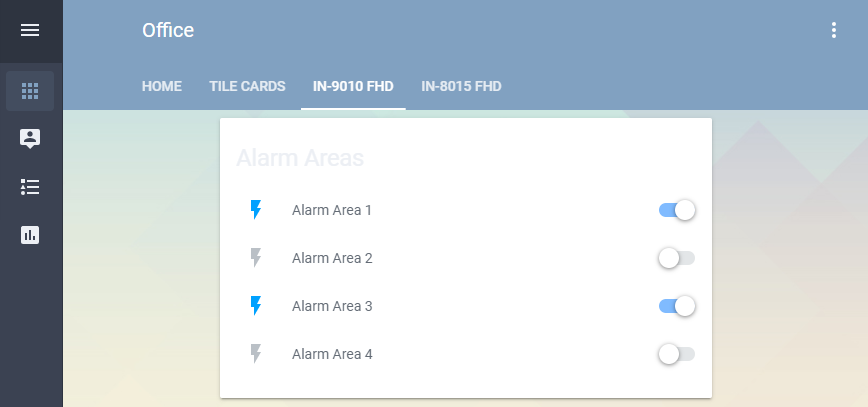 Office
HOME TILE CARDS IN-9010 FHD IN-8015 FHD
Alarm Areas
Alarm Area 1
Alarm Area 2
Alarm Area 3
Alarm Area 4